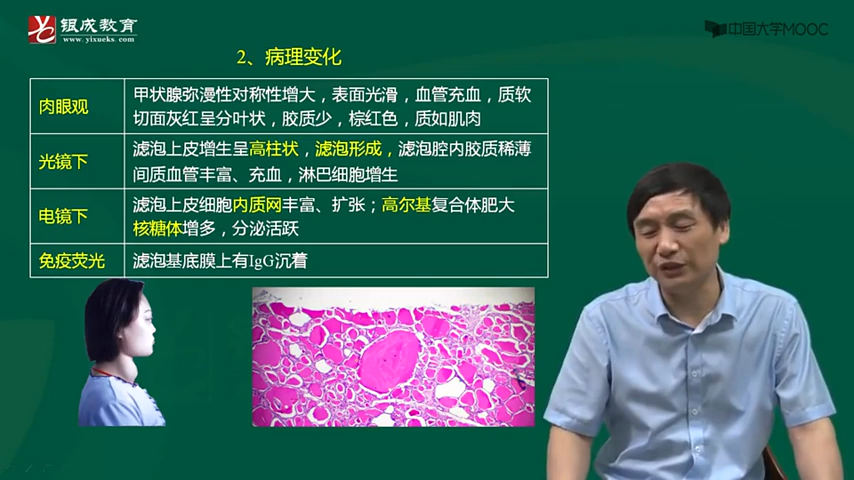 银成教育
www.yixueks.com
中国大学MOOC
2、病理变化
肉眼观
甲状腺弥漫性对称性增大，表面光滑，血管充血，质软
切面灰红呈分叶状，胶质少，棕红色，质如肌肉
光镜下
滤泡上皮增生呈高柱状，滤泡形成，滤泡腔内胶质稀薄
间质血管丰富、充血，淋巴细胞增生
电镜下
滤泡上皮细胞内质网丰富、扩张；高尔基复合体肥大
核糖体增多，分泌活跃
免疫荧光
滤泡基底膜上有IgG沉着